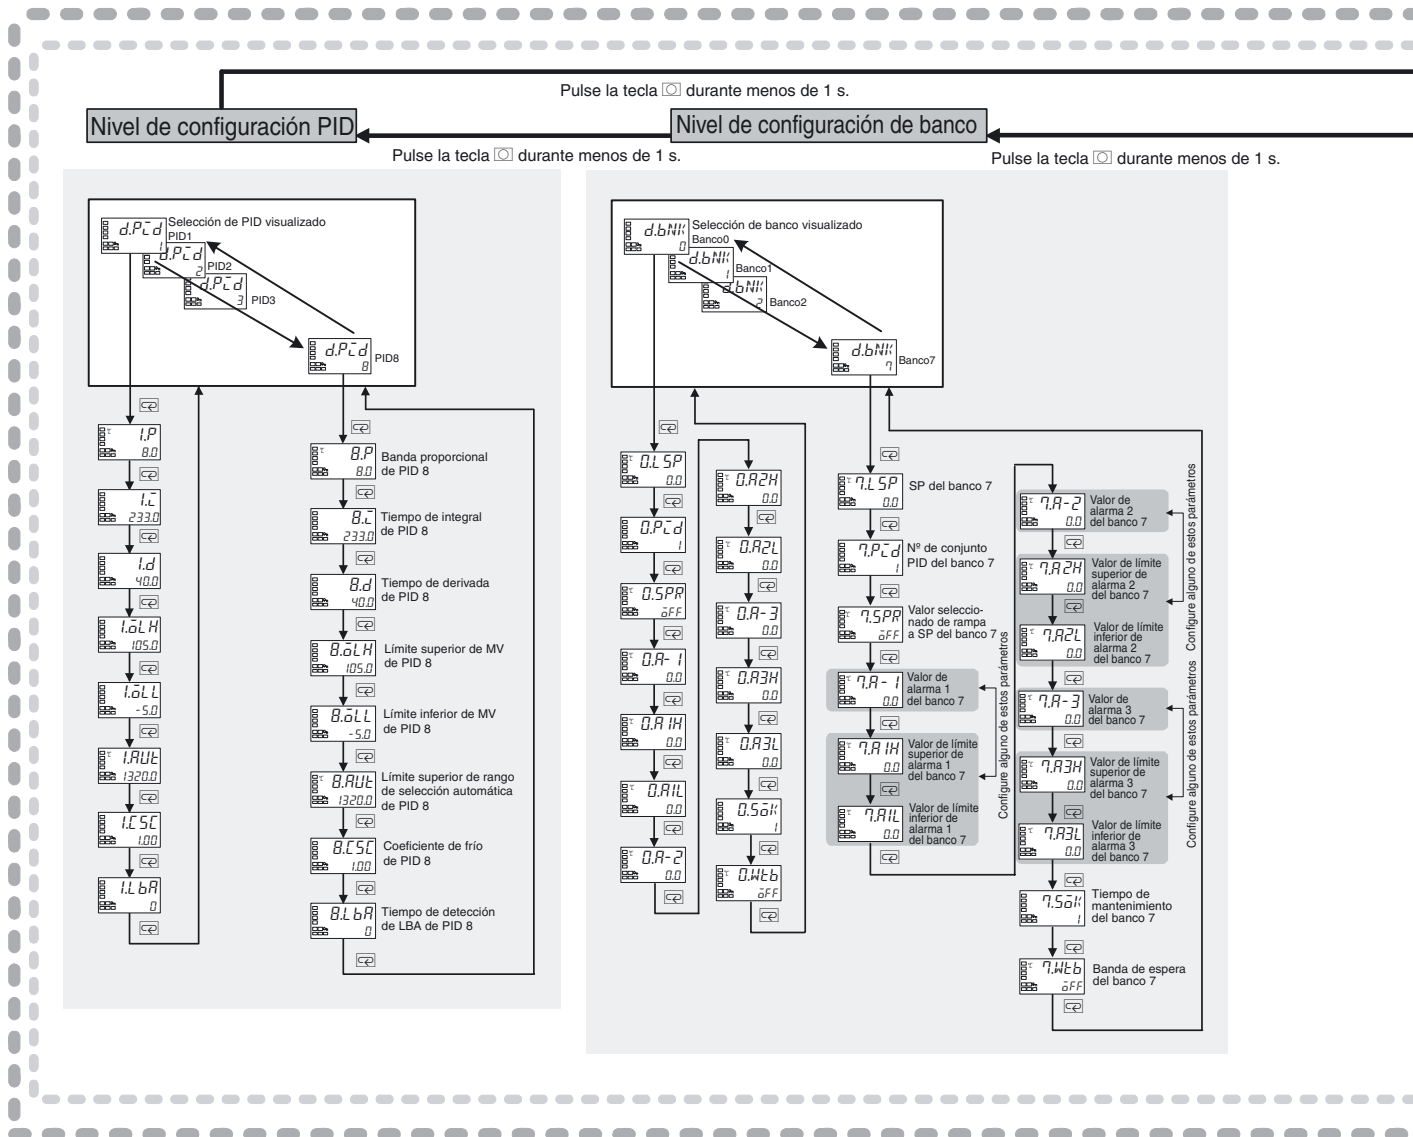 Pulse la tecla durante menos de 1 s.
Nivel de configuración PID
Nivel de configuración de banco
Pulse la tecla durante menos de 1 s.
Pulse la tecla durante menos de 1 s.
Selección de PID visualizado
d.PID
1
PID1
d.PID
2
PID2
d.PID
3
PID3
d.PID
8
PID8
1.P
8.0
1.I
233.0
1.d
40.0
1.oLH
105.0
1.oLL
-5.0
1.AUt
1320.0
1.CSC
1.00
1.LbA
0
8.P
8.0
Banda proporcional
de PID 8
8.I
233.0
Tiempo de integral
de PID 8
8.d
40.0
Tiempo de derivada
de PID 8
8.oLH
105.0
Límite superior de MV
de PID 8
8.oLL
-5.0
Límite inferior de MV
de PID 8
8.AUt
1320.0
Límite superior de rango
de selección automática
de PID 8
8.CSC
1.00
Coeficiente de frío
de PID 8
8.LbA
0
Tiempo de detección
de LBA de PID 8
Selección de banco visualizado
d.bNK
0
Banco0
d.bNK
1
Banco1
d.bNK
2
Banco2
d.bNK
7
Banco7
0.LSP
0.0
0.PID
1
0.SPR
oFF
0.A-1
0.0
0.A1H
0.0
0.A1L
0.0
0.A-2
0.0
0.A2H
0.0
0.A2L
0.0
0.A-3
0.0
0.A3H
0.0
0.A3L
0.0
0.SoK
1
0.Wtb
oFF
7.LSP
0.0
SP del banco 7
7.PID
1
Nº de conjunto
PID del banco 7
7.SPR
oFF
Valor seleccio-
nado de rampa
a SP del banco 7
7.A-1
0.0
Valor de
alarma 1
del banco 7
7.A1H
0.0
Valor de límite
superior de
alarma 1
del banco 7
7.A1L
0.0
Valor de límite
inferior de
alarma 1
del banco 7
Configure alguno de estos parámetros
7.A-2
0.0
Valor de
alarma 2
del banco 7
7.A2H
0.0
Valor de límite
superior de
alarma 2
del banco 7
7.A2L
0.0
Valor de límite
inferior de
alarma 2
del banco 7
Configure alguno de estos parámetros
7.A-3
0.0
Valor de
alarma 3
del banco 7
7.A3H
0.0
Valor de límite
superior de
alarma 3
del banco 7
7.A3L
0.0
Valor de límite
inferior de
alarma 3
del banco 7
Configure alguno de estos parámetros
7.SoK
1
Tiempo de
mantenimiento
del banco 7
7.Wtb
oFF
Banda de espera
del banco 7